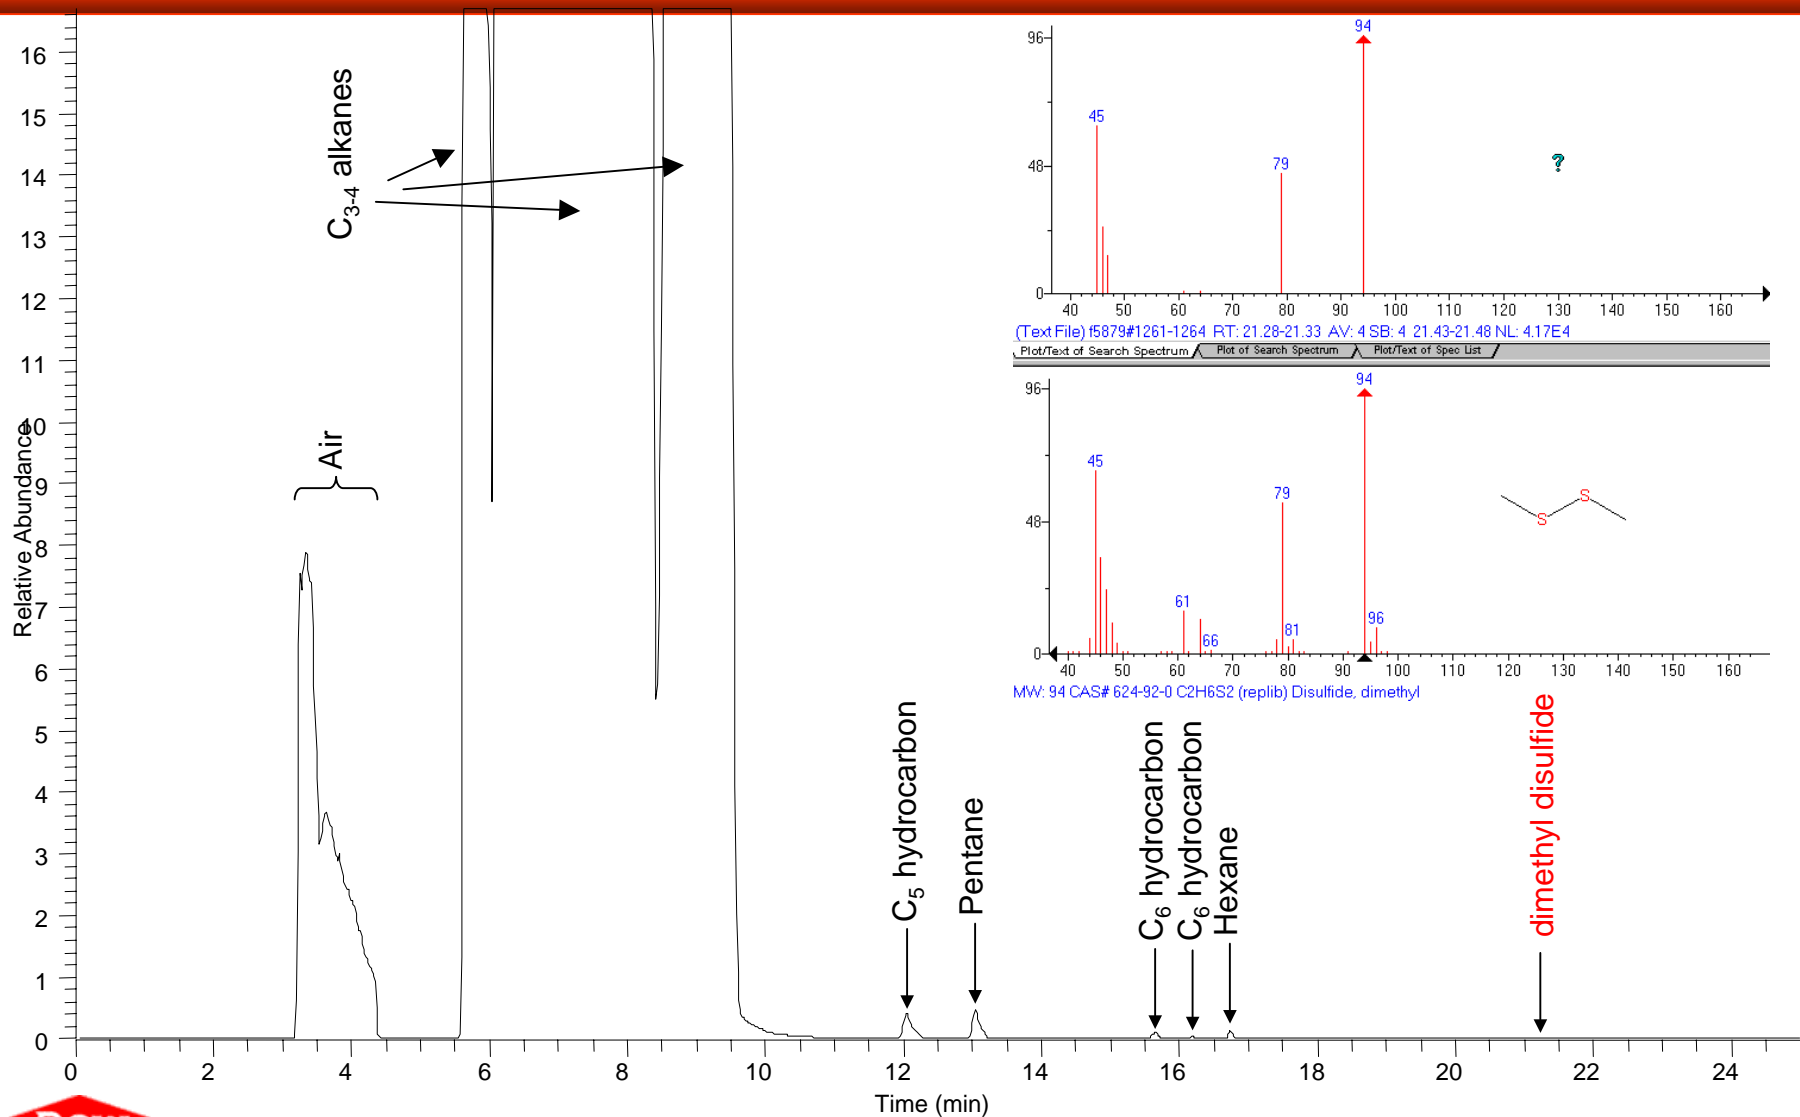 16
15
14
13
12
11
10
9
8
7
6
5
4
3
2
1
0
Relative Abundance
0 2 4 6 8 10 12 14 16 18 20 22 24
Time (min)
Air
C3-4 alkanes
C5 hydrocarbon
Pentane
C6 hydrocarbon
C6 hydrocarbon
Hexane
dimethyl disulfide
96
48
0
45
79
94
?
40 50 60 70 80 90 100 110 120 130 140 150 160
(Text File) f5879#1261-1264 RT: 21.28-21.33 AV: 4 SB: 4 21.43-21.48 NL: 4.17E4
Plot/Text of Search Spectrum Plot of Search Spectrum Plot/Text of Spec List
96
48
0
45
61
66
79
81
94
96
S
S
40 50 60 70 80 90 100 110 120 130 140 150 160
MW: 94 CAS# 624-92-0 C2H6S2 (replib) Disulfide, dimethyl